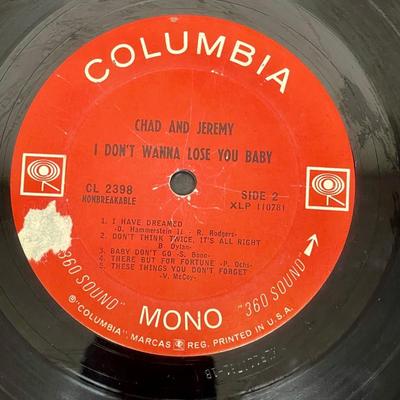 COLUMBIA
CHAD AND JEREMY
I DON'T WANNA LOSE YOU BABY
CL 2398
NONBREAKABLE
SIDE 2
XLP 110781
1. I HAVE DREAMED
-D. Hammerstein II - R. Rodgers-
2. DON'T THINK TWICE, IT'S ALL RIGHT
-B. Dylan-
3. BABY DON'T GO -S. Bono-
4. THERE BUT FOR FORTUNE -P. Ochs-
5. THESE THINGS YOU DON'T FORGET
-V. McCoy-
"360 SOUND" MONO "360 SOUND"
® "COLUMBIA", MARCAS REG. PRINTED IN U.S.A.